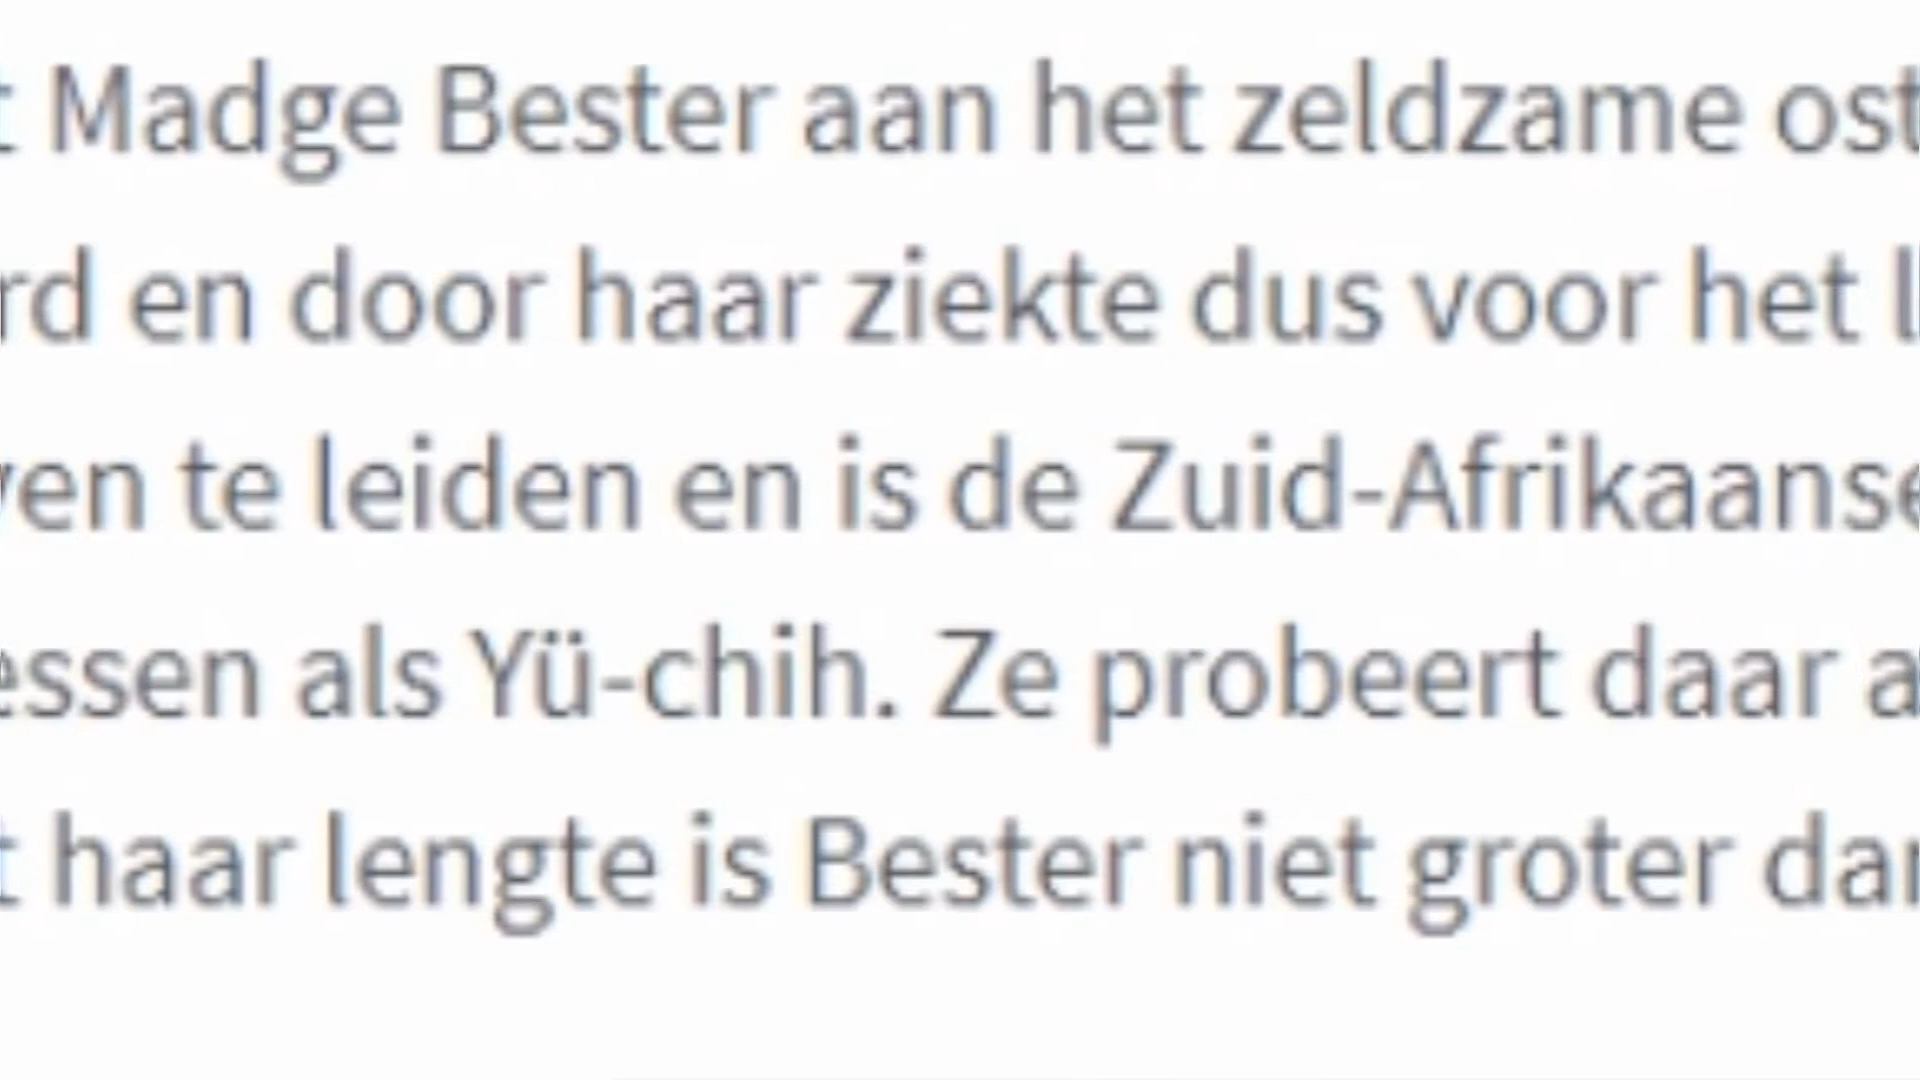 t Madge Bester aan het zeldzame ost
rd en door haar ziekte dus voor het l
ven te leiden en is de Zuid-Afrikaanse
essen als Yü-chih. Ze probeert daar a
t haar lengte is Bester niet groter dan